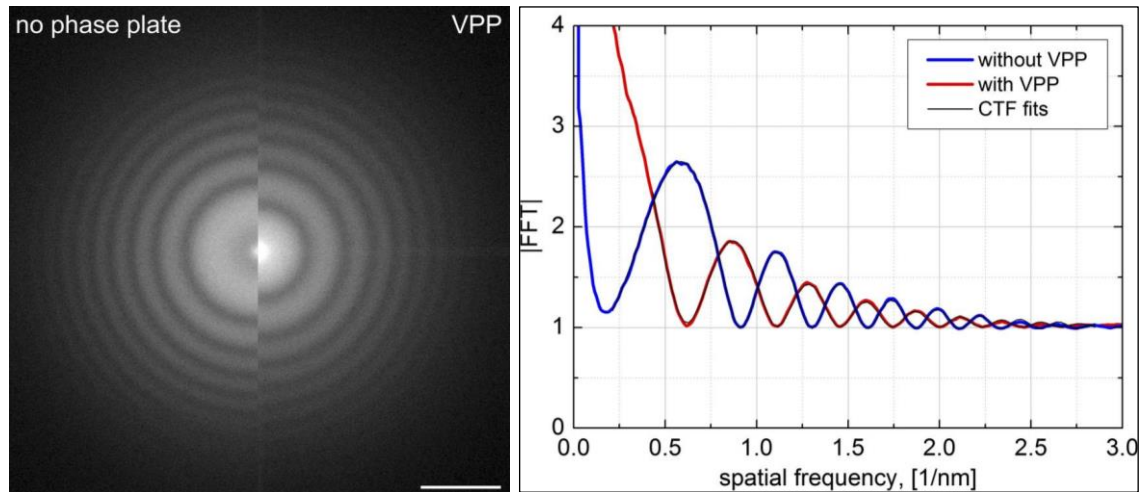 no phase plate
VPP
|FFT|
4
3
2
1
0
without VPP
with VPP
CTF fits
0.0
0.5
1.0
1.5
2.0
2.5
3.0
spatial frequency, [1/nm]